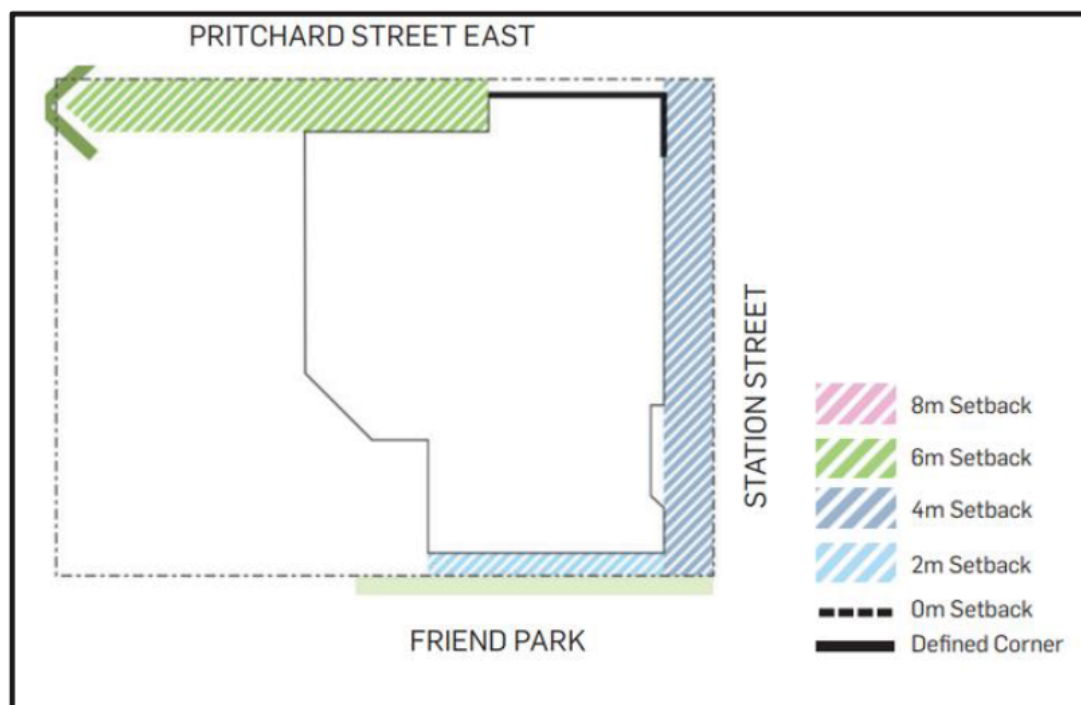 PRITCHARD STREET EAST
STATION STREET
8m Setback
6m Setback
4m Setback
2m Setback
0m Setback
Defined Corner
FRIEND PARK